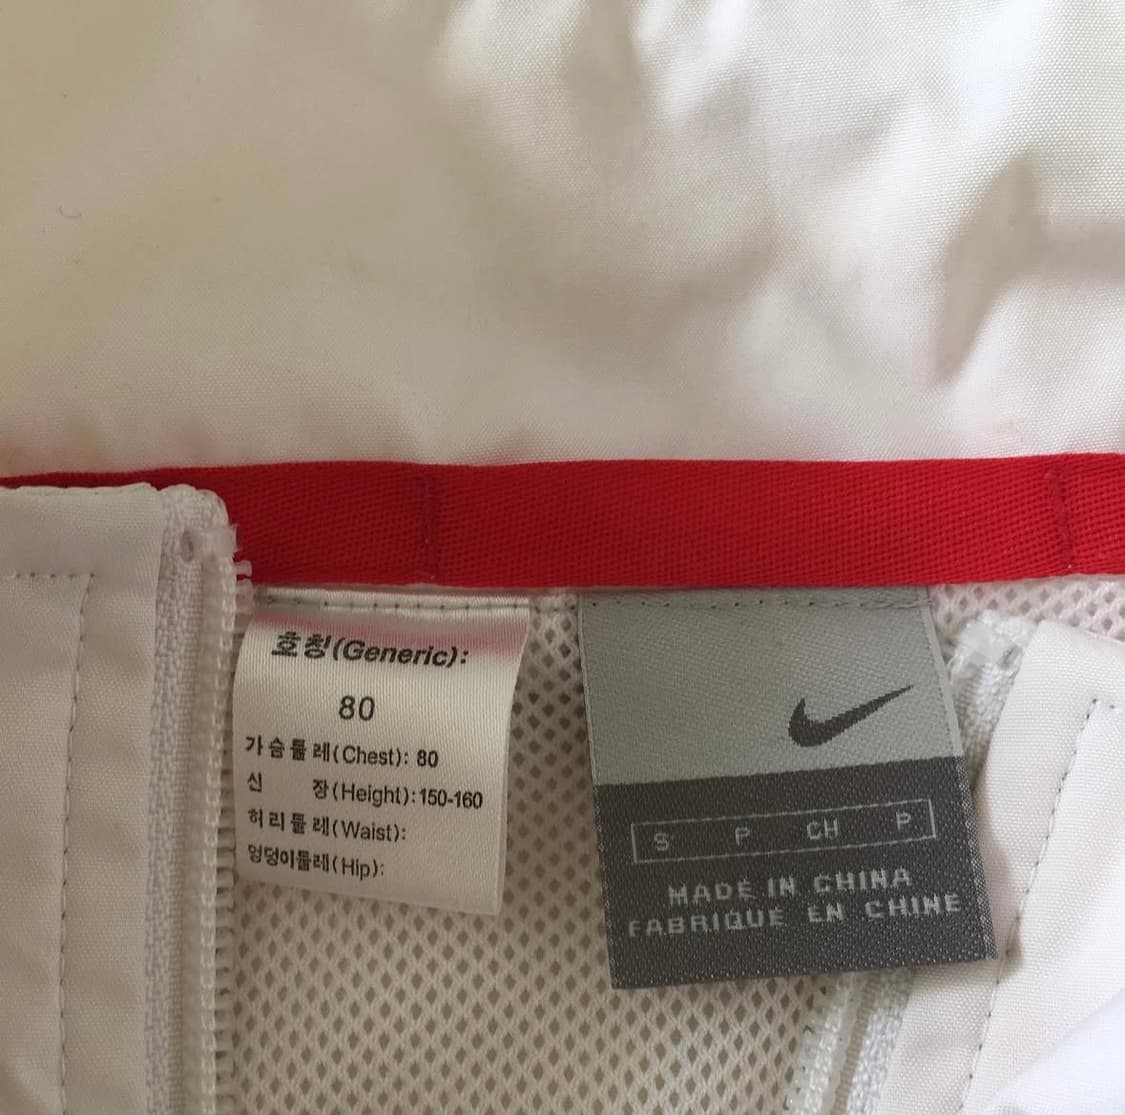 호칭(Generic):
80
가슴둘레(Chest): 80
신 장(Height):150-160
허리둘레(Waist):
엉덩이둘레(Hip):
S P CH P
MADE IN CHINA
FABRIQUÉ EN CHINE